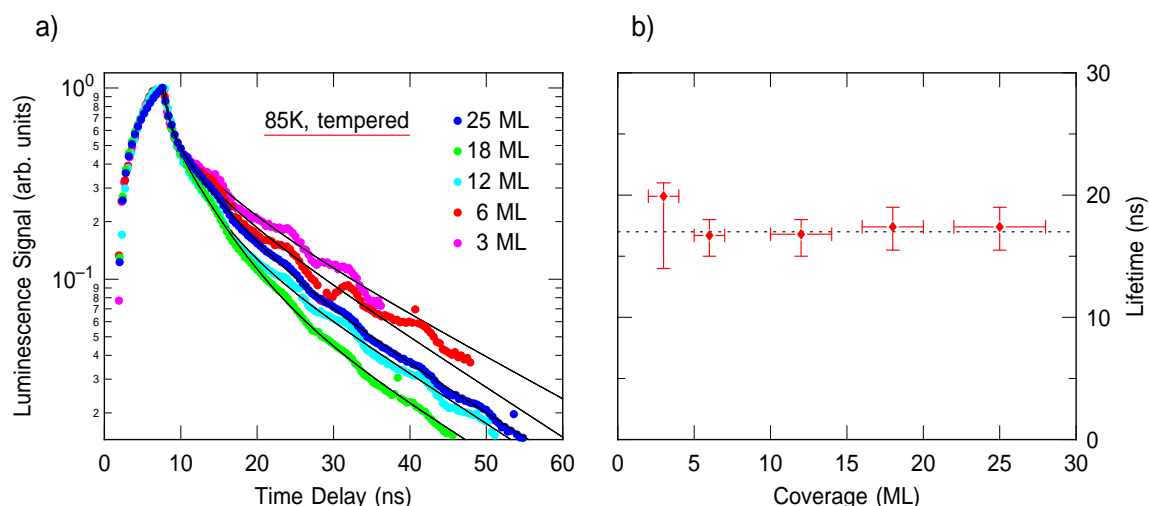 a)
b)
Luminescence Signal (arb. units)
10^0
9
8
7
6
5
4
3
2
10^-1
9
8
7
6
5
4
3
2
85K, tempered
25 ML
18 ML
12 ML
6 ML
3 ML
0 10 20 30 40 50 60
Time Delay (ns)
30
20
10
0
Lifetime (ns)
0 5 10 15 20 25 30
Coverage (ML)